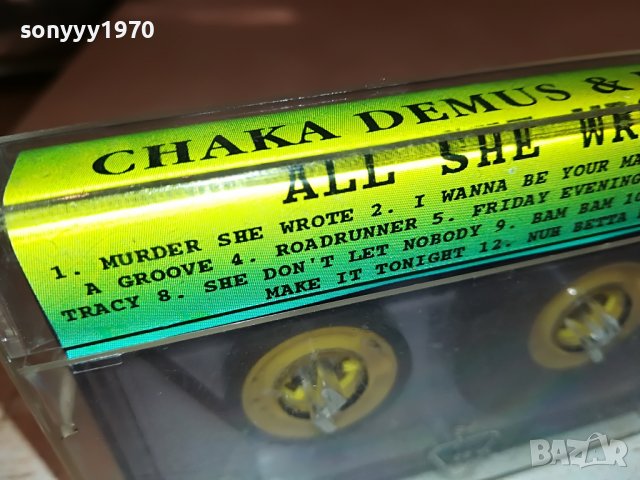 sonyyy1970
CHAKA DEMUS &
ALL SHE WR
1. MURDER SHE WROTE 2. I WANNA BE YOUR MA
A GROOVE 4. ROADRUNNER 5. FRIDAY EVENING
TRACY 8. SHE DON'T LET NOBODY 9. BAM BAM 10
MAKE IT TONIGHT 12. NUH BETTA
BAZAR